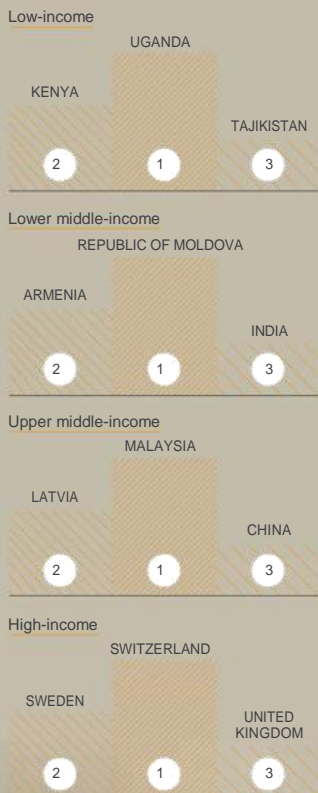 Low-income
UGANDA
KENYA
TAJIKISTAN
2
1
3
Lower middle-income
REPUBLIC OF MOLDOVA
ARMENIA
INDIA
2
1
3
Upper middle-income
MALAYSIA
LATVIA
CHINA
2
1
3
High-income
SWITZERLAND
SWEDEN
UNITED
KINGDOM
2
1
3